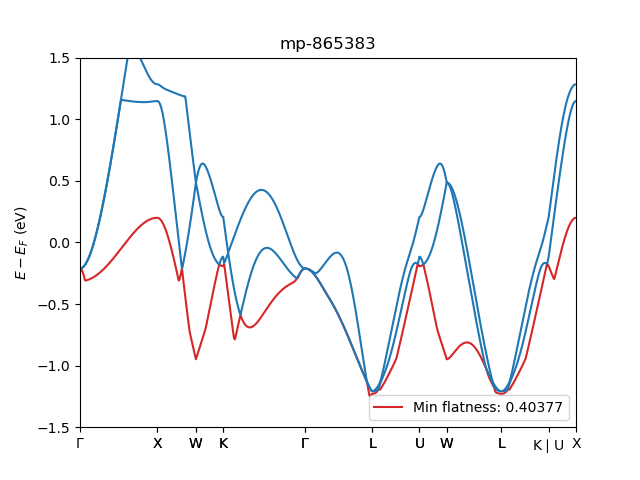 mp-865383
E − E_F (eV)
1.5
1.0
0.5
0.0
−0.5
−1.0
−1.5
Min flatness: 0.40377
Γ X W K Γ L U W L K | U X